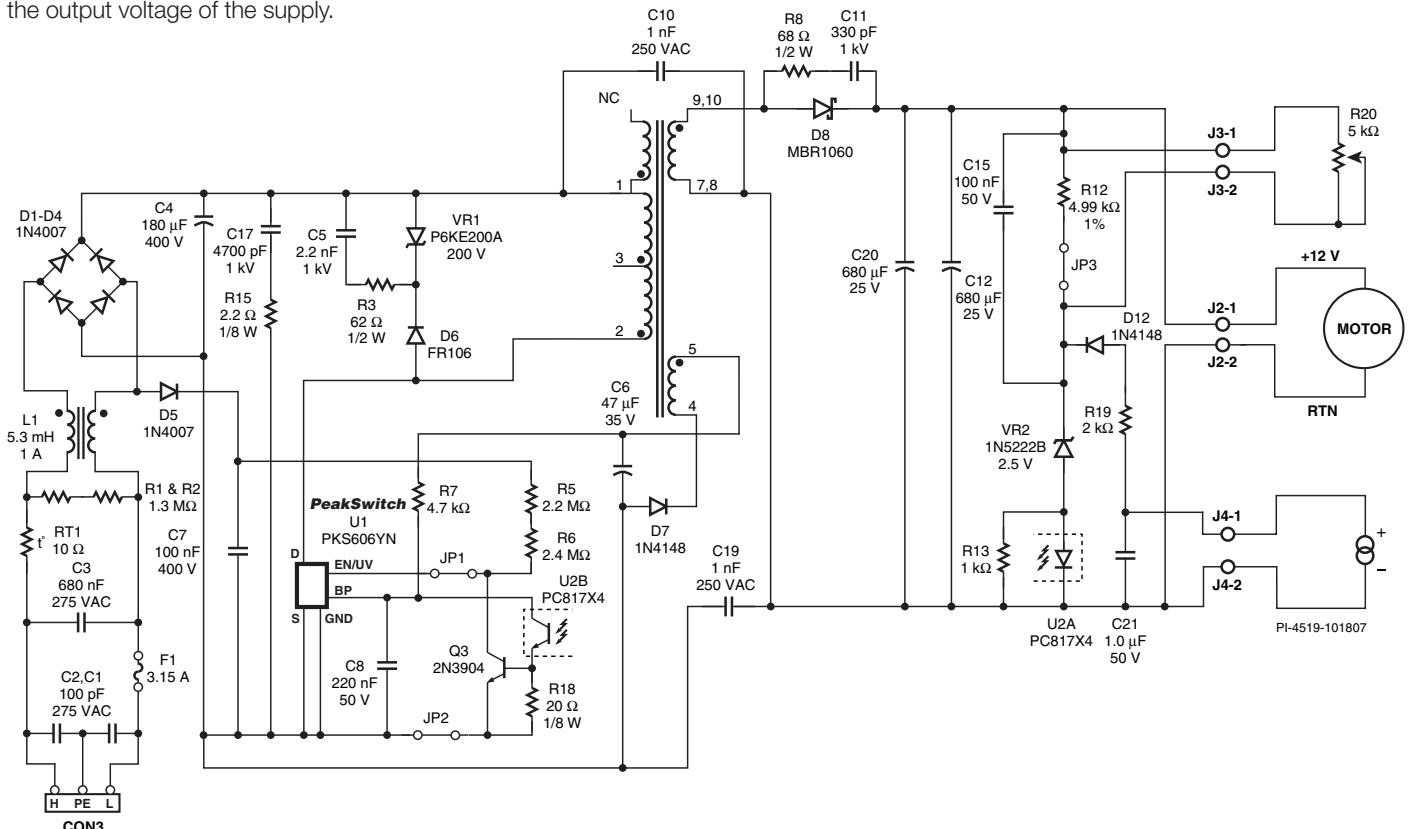 the output voltage of the supply.
C10
1 nF
250 VAC
R8
68 Ω
1/2 W
C11
330 pF
1 kV
NC
9,10
D8
MBR1060
R20
5 kΩ
J3-1
J3-2
C15
100 nF
50 V
R12
4.99 kΩ
1%
1
7,8
D1-D4
1N4007
C4
180 μF
400 V
C17
4700 pF
1 kV
C5
2.2 nF
1 kV
VR1
P6KE200A
200 V
3
C20
680 μF
25 V
C12
680 μF
25 V
JP3
+12 V
R15
2.2 Ω
1/8 W
R3
62 Ω
1/2 W
D6
FR106
2
D12
1N4148
J2-1
J2-2
MOTOR
RTN
5
4
C6
47 μF
35 V
L1
5.3 mH
1 A
D5
1N4007
R19
2 kΩ
VR2
1N5222B
2.5 V
R1 & R2
1.3 MΩ
PeakSwitch
U1
PKS606YN
R7
4.7 kΩ
R5
2.2 MΩ
R6
2.4 MΩ
D7
1N4148
RT1
10 Ω
t°
C7
100 nF
400 V
D
EN/UV
JP1
BP
S
GND
U2B
PC817X4
C19
1 nF
250 VAC
R13
1 kΩ
J4-1
J4-2
+
–
C3
680 nF
275 VAC
U2A
PC817X4
C21
1.0 μF
50 V
PI-4519-101807
F1
3.15 A
C2,C1
100 pF
275 VAC
C8
220 nF
50 V
Q3
2N3904
R18
20 Ω
1/8 W
JP2
H PE L
CON3